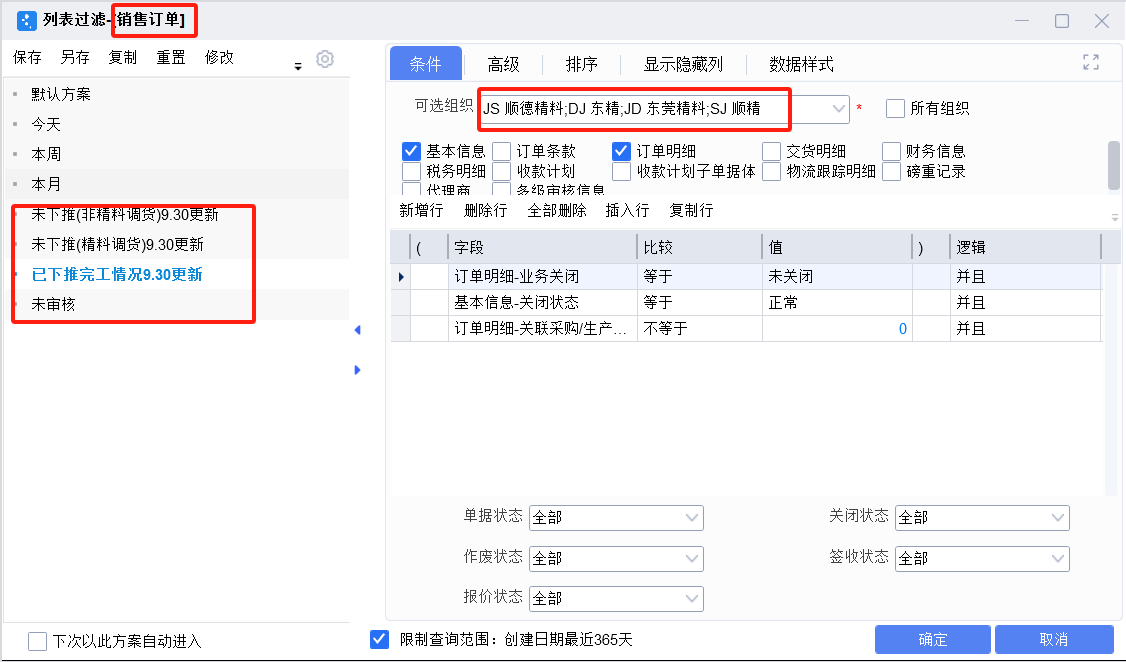 列表过滤-[销售订单]
保存 另存 复制 重置 修改
默认方案
今天
本周
本月
未下推(非精料调货)9.30更新
未下推(精料调货)9.30更新
已下推完工情况9.30更新
未审核
下次以此方案自动进入
条件 高级 排序 显示隐藏列 数据样式
可选组织 JS 顺德精料;DJ 东精;JD 东莞精料;SJ 顺精 * 所有组织
基本信息 订单条款 订单明细 交货明细 财务信息
税务明细 收款计划 收款计划子单据体 物流跟踪明细 磅重记录
代理商 多级审核信息
新增行 删除行 全部删除 插入行 复制行
( 字段 比较 值 ) 逻辑
订单明细-业务关闭 等于 未关闭 并且
基本信息-关闭状态 等于 正常 并且
订单明细-关联采购/生产... 不等于 0 并且
单据状态 全部 关闭状态 全部
作废状态 全部 签收状态 全部
报价状态 全部
限制查询范围：创建日期最近365天
确定 取消